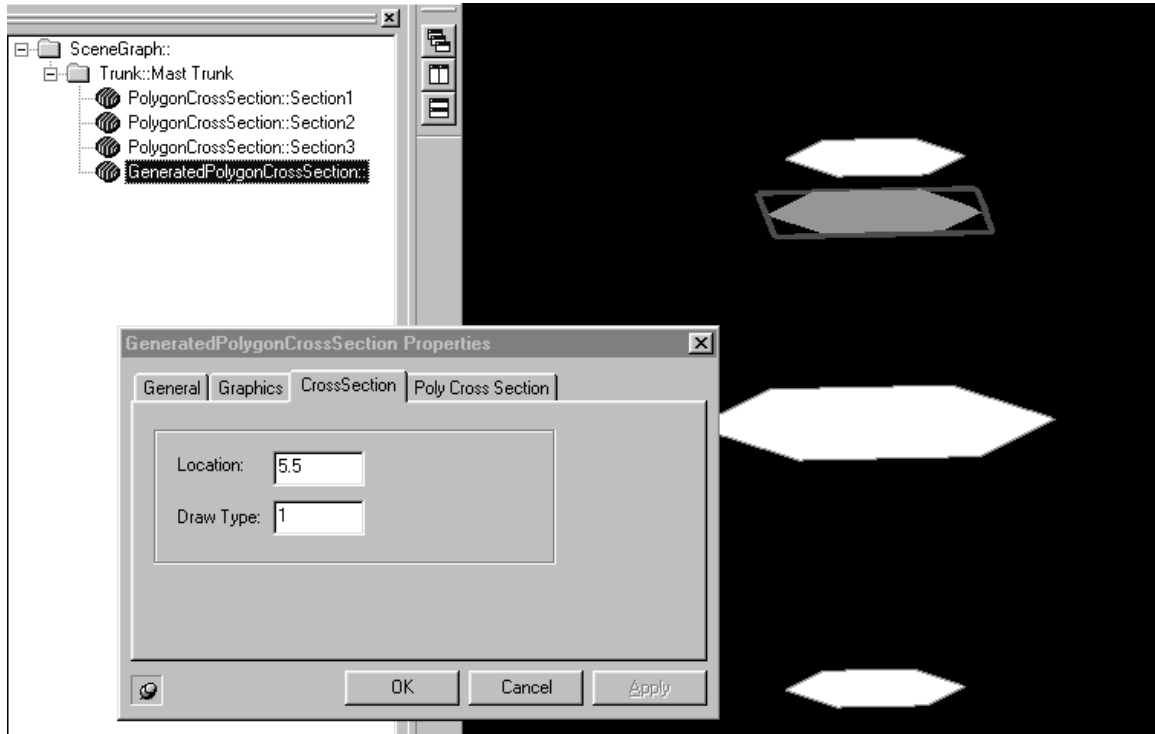 SceneGraph::
Trunk::Mast Trunk
PolygonCrossSection::Section1
PolygonCrossSection::Section2
PolygonCrossSection::Section3
GeneratedPolygonCrossSection::
GeneratedPolygonCrossSection Properties
General Graphics CrossSection Poly Cross Section
Location: 5.5
Draw Type: 1
OK Cancel Apply